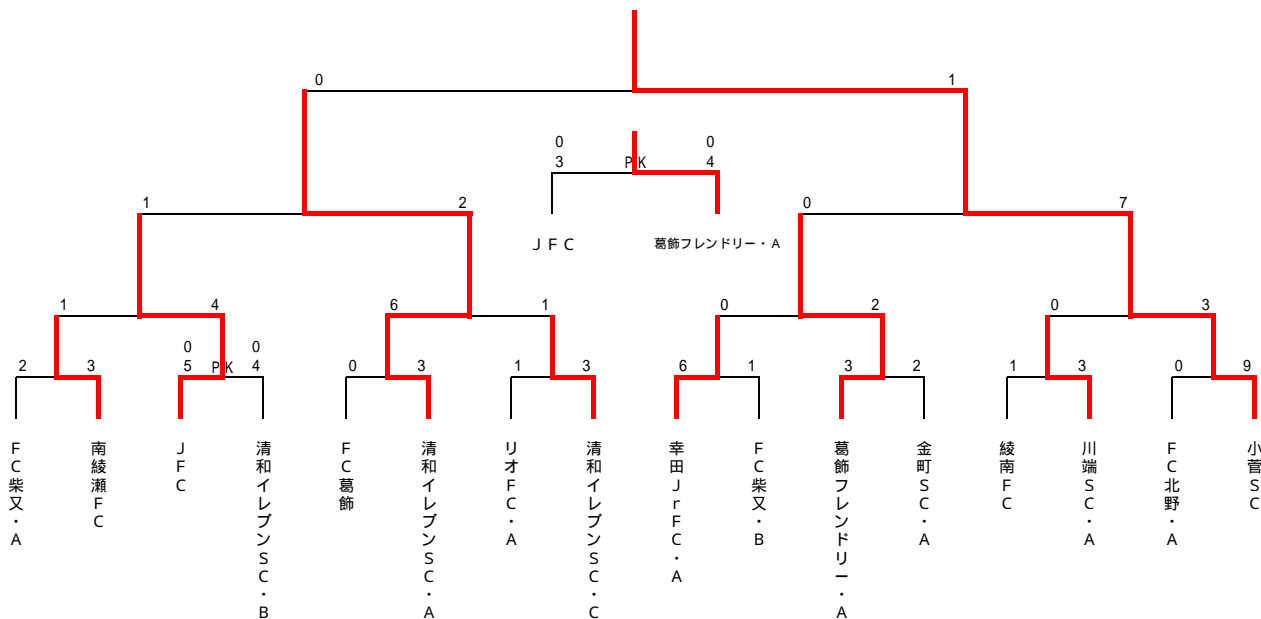 0 1
0 0
3 PK 4
1 2 0 7
JFC 葛飾フレンドリー・A
1 4 6 1 0 2 0 3
0 0
2 3 5 PK 4 0 3 1 3 6 1 3 2 1 3 0 9
FC柴又・A
南綾瀬FC
JFC
清和イレブンSC・B
FC葛飾
清和イレブンSC・A
リオFC・A
清和イレブンSC・C
幸田JrFC・A
FC柴又・B
葛飾フレンドリー・A
金町SC・A
綾南FC
川端SC・A
FC北野・A
小菅SC